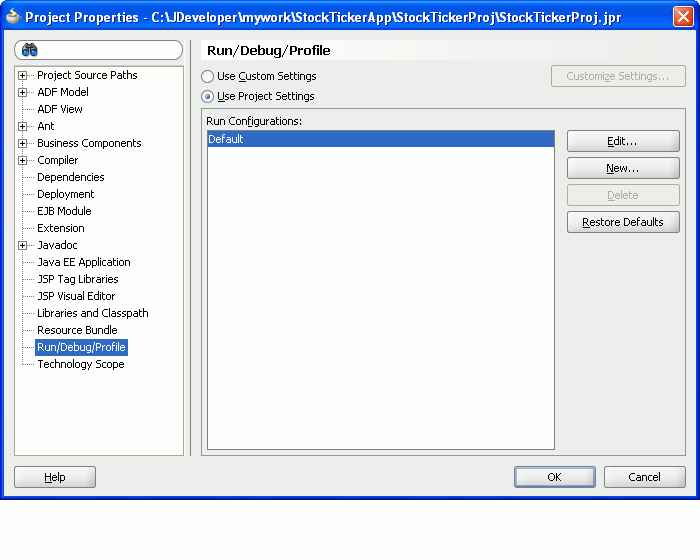 Project Properties - C:\JDeveloper\mywork\StockTickerApp\StockTickerProj\StockTickerProj.jpr
Project Source Paths
ADF Model
ADF View
Ant
Business Components
Compiler
Dependencies
Deployment
EJB Module
Extension
Javadoc
Java EE Application
JSP Tag Libraries
JSP Visual Editor
Libraries and Classpath
Resource Bundle
Run/Debug/Profile
Technology Scope
Run/Debug/Profile
Use Custom Settings
Customize Settings...
Use Project Settings
Run Configurations:
Default
Edit...
New...
Delete
Restore Defaults
Help
OK
Cancel